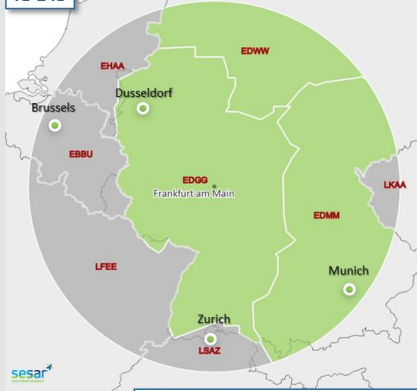 EDWW
EHAA
Dusseldorf
Brussels
EBBU
EDGG
LKAA
Frankfurt am Main
EDMM
LFEE
Munich
Zurich
LSAZ
sesar